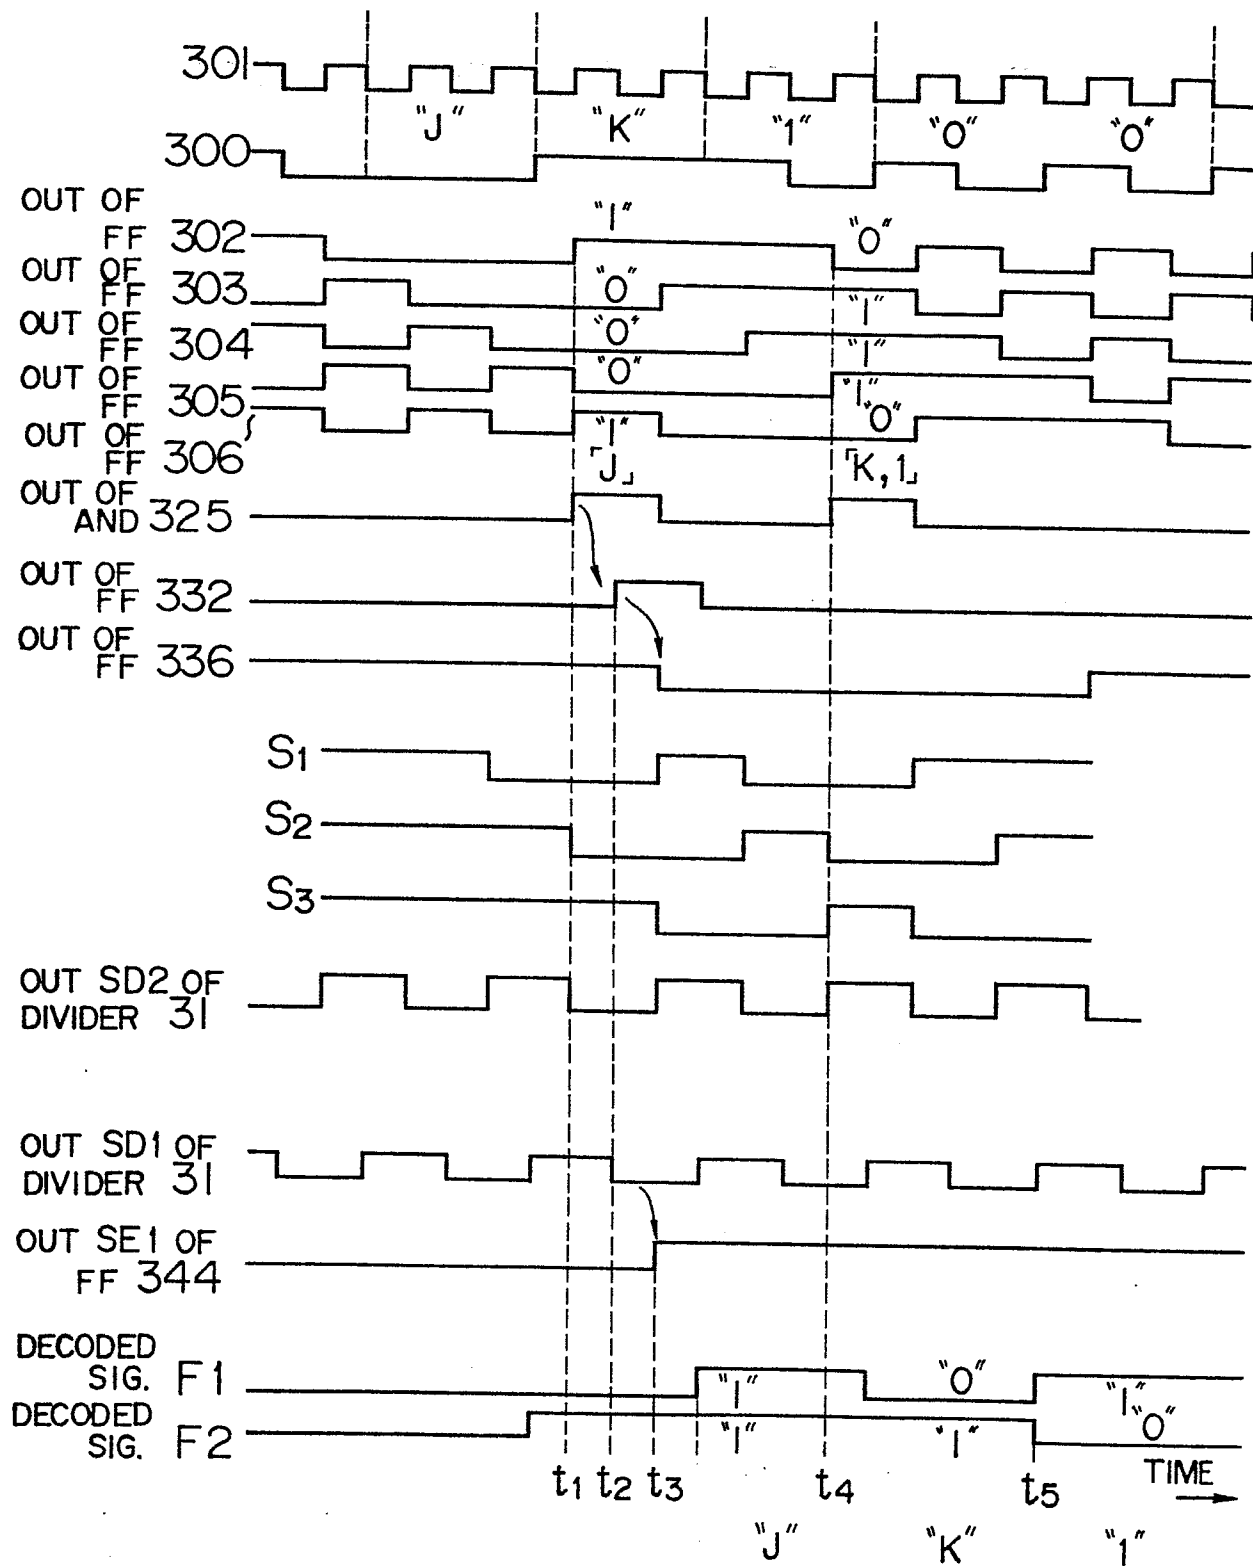 301
"J" "K" "1" "0" "0"
300
OUT OF
FF 302 "1" "0"
OUT OF
FF 303 "0" "1"
OUT OF
FF 304 "0" "1"
OUT OF
FF 305 "0" "1"
OUT OF
FF 306 "1" "0"
「J」 「K,1」
OUT OF
AND 325
OUT OF
FF 332
OUT OF
FF 336
S1
S2
S3
OUT SD2 OF
DIVIDER 31
OUT SD1 OF
DIVIDER 31
OUT SE1 OF
FF 344
DECODED
SIG. F1 "1" "0" "1"
DECODED
SIG. F2 "1" "1" "0"
t1 t2 t3 t4 t5 TIME
"J" "K" "1"